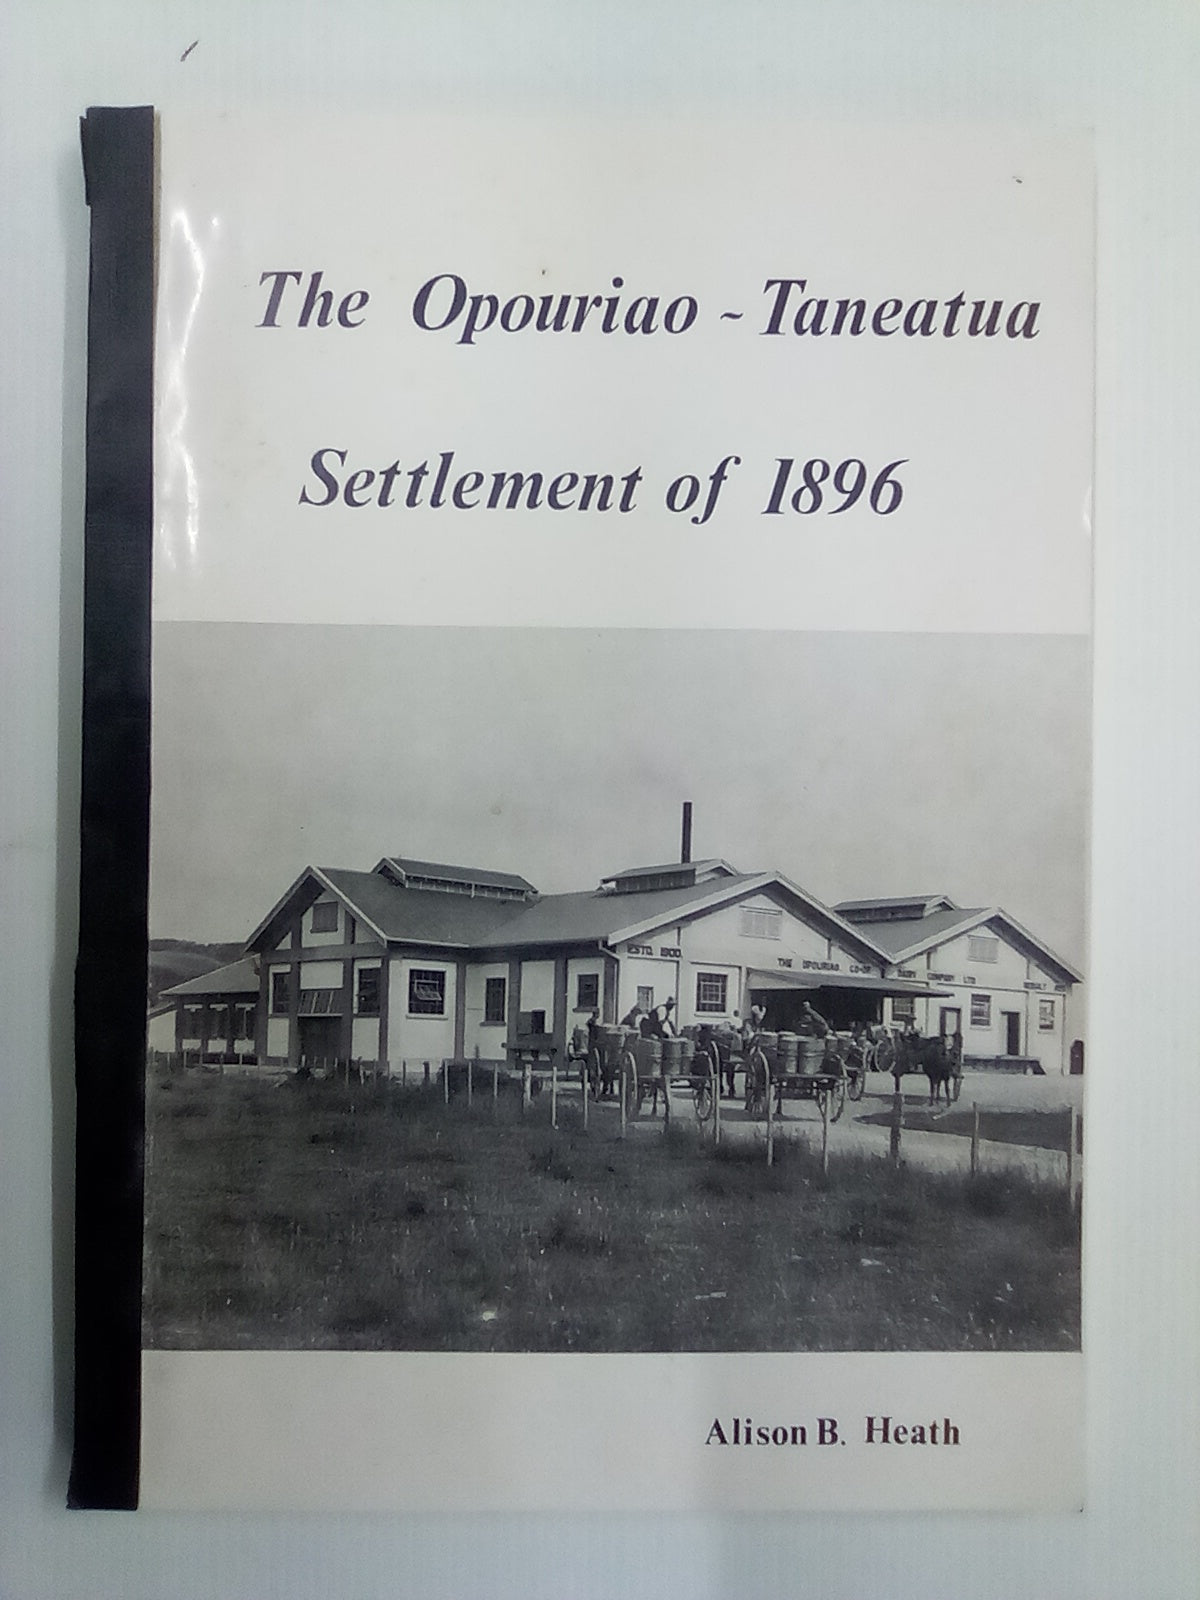 The Opouriao ~ Taneatua
Settlement of 1896
ESTD. 1900.
THE OPOURIAO CO-OP DAIRY COMPANY LTD
Alison B. Heath